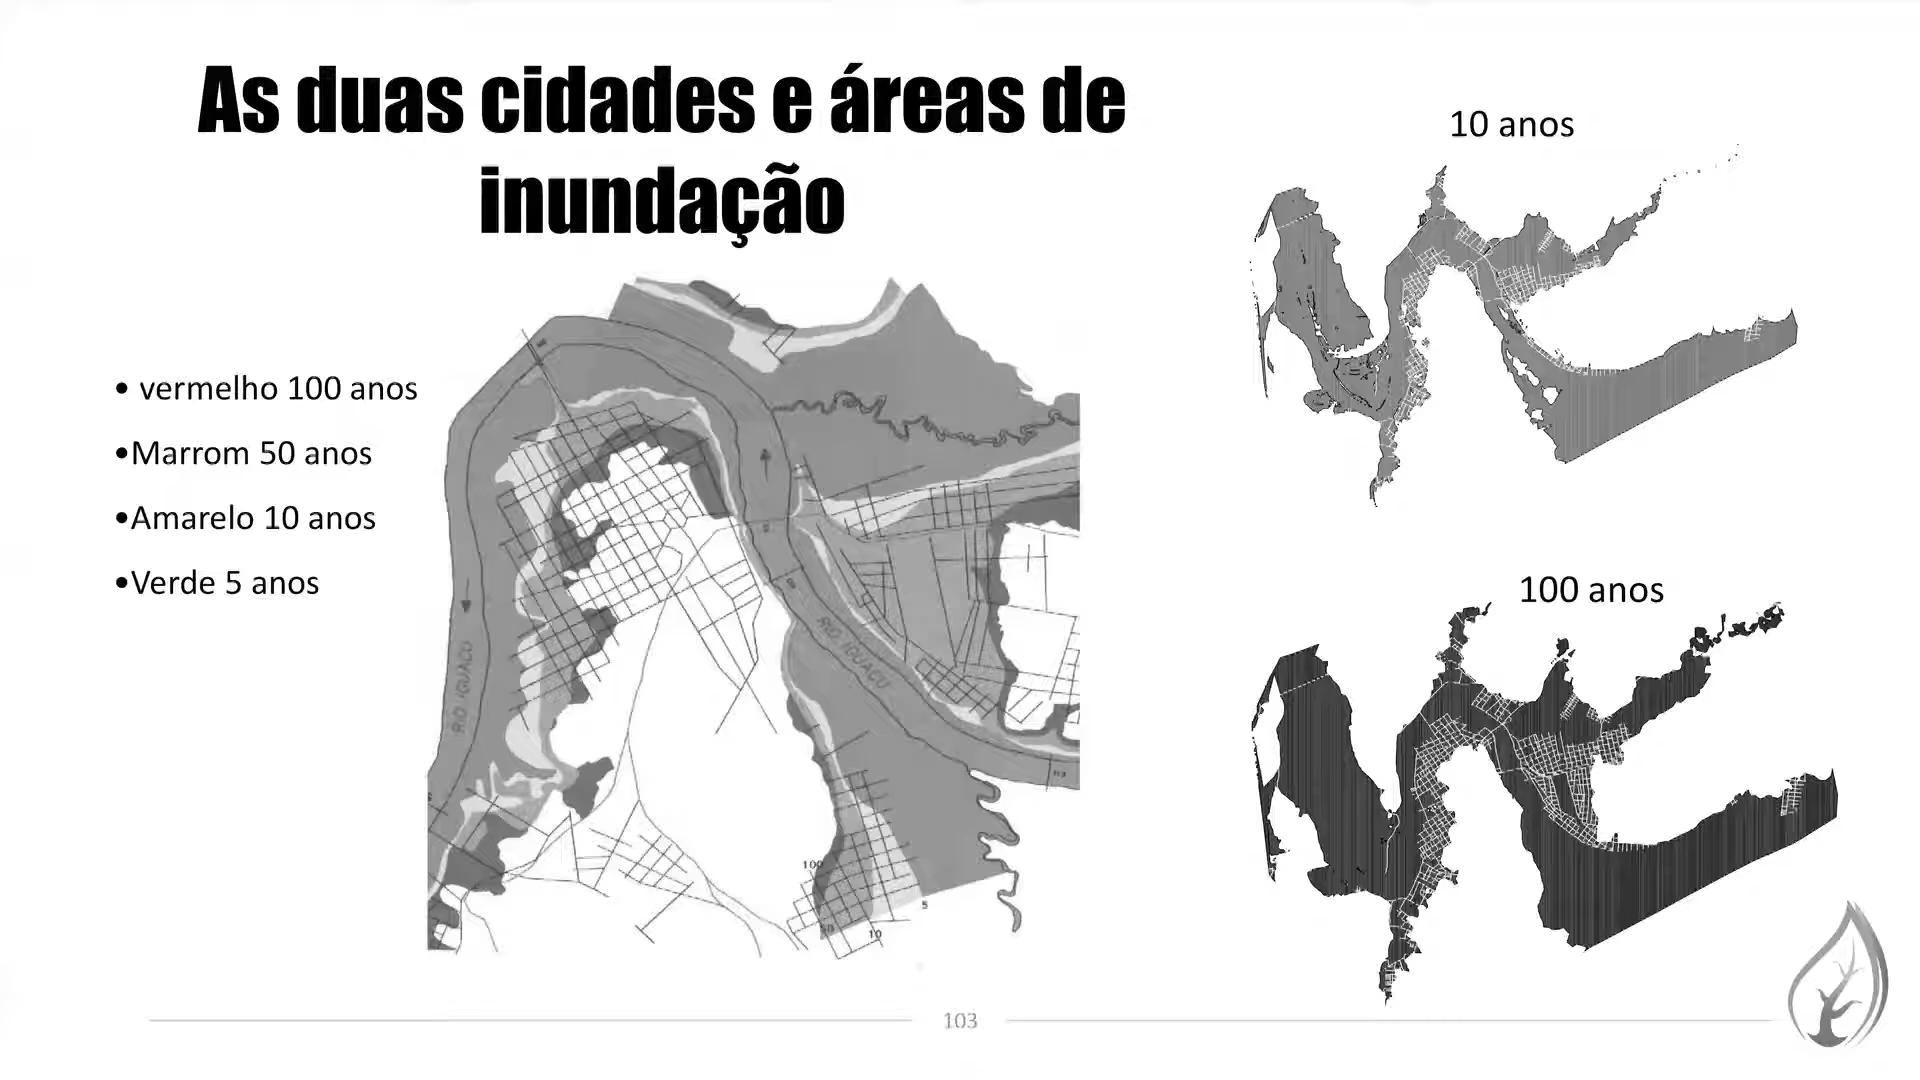 As duas cidades e áreas de
inundação
• vermelho 100 anos
•Marrom 50 anos
•Amarelo 10 anos
•Verde 5 anos
10 anos
100 anos
RIO IGUAÇU
RIO IGUAÇU
100
50
10
5
103